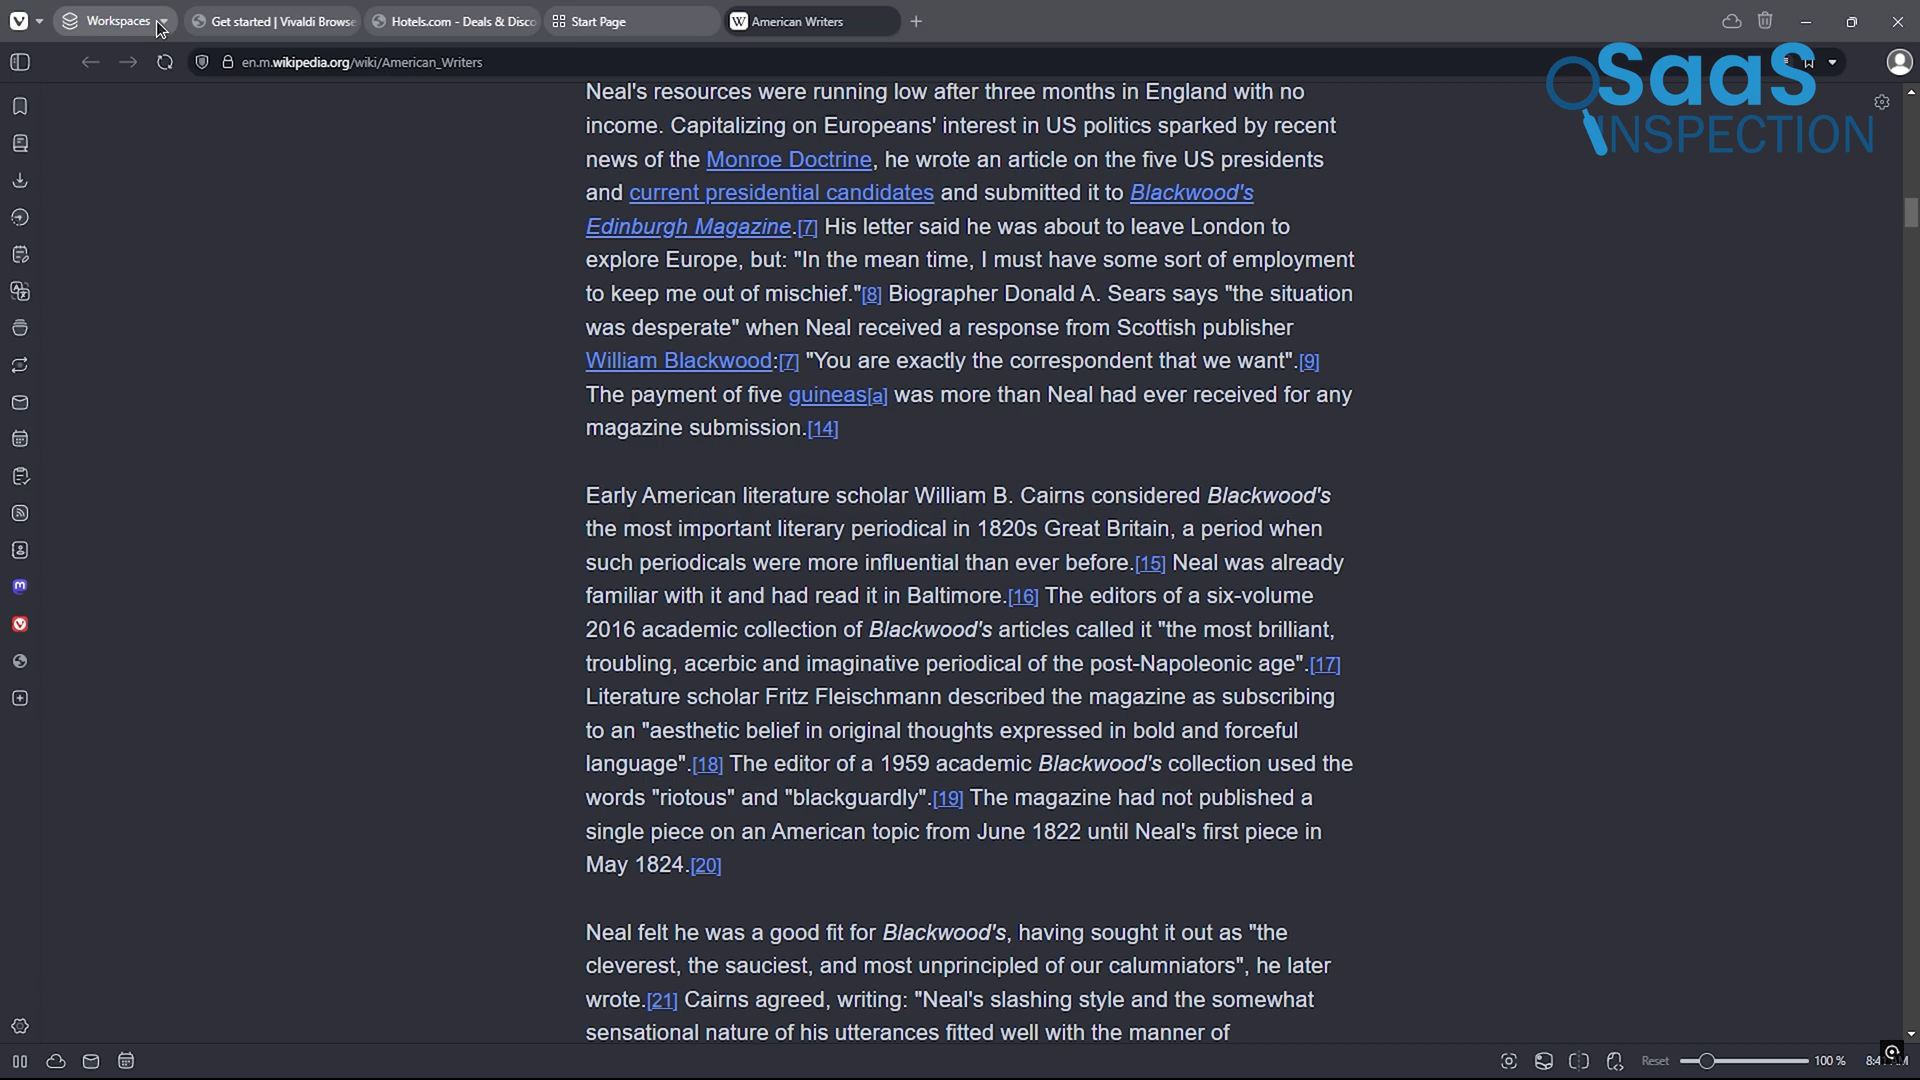 Workspaces
Get started | Vivaldi Browse
Hotels.com - Deals & Disco
Start Page
W American Writers
en.m.wikipedia.org/wiki/American_Writers
SaaS
INSPECTION
Neal's resources were running low after three months in England with no
income. Capitalizing on Europeans' interest in US politics sparked by recent
news of the Monroe Doctrine, he wrote an article on the five US presidents
and current presidential candidates and submitted it to Blackwood's
Edinburgh Magazine.[7] His letter said he was about to leave London to
explore Europe, but: "In the mean time, I must have some sort of employment
to keep me out of mischief."[8] Biographer Donald A. Sears says "the situation
was desperate" when Neal received a response from Scottish publisher
William Blackwood:[7] "You are exactly the correspondent that we want".[9]
The payment of five guineas[a] was more than Neal had ever received for any
magazine submission.[14]
Early American literature scholar William B. Cairns considered Blackwood's
the most important literary periodical in 1820s Great Britain, a period when
such periodicals were more influential than ever before.[15] Neal was already
familiar with it and had read it in Baltimore.[16] The editors of a six-volume
2016 academic collection of Blackwood's articles called it "the most brilliant,
troubling, acerbic and imaginative periodical of the post-Napoleonic age".[17]
Literature scholar Fritz Fleischmann described the magazine as subscribing
to an "aesthetic belief in original thoughts expressed in bold and forceful
language".[18] The editor of a 1959 academic Blackwood's collection used the
words "riotous" and "blackguardly".[19] The magazine had not published a
single piece on an American topic from June 1822 until Neal's first piece in
May 1824.[20]
Neal felt he was a good fit for Blackwood's, having sought it out as "the
cleverest, the sauciest, and most unprincipled of our calumniators", he later
wrote.[21] Cairns agreed, writing: "Neal's slashing style and the somewhat
sensational nature of his utterances fitted well with the manner of
Reset
100 %